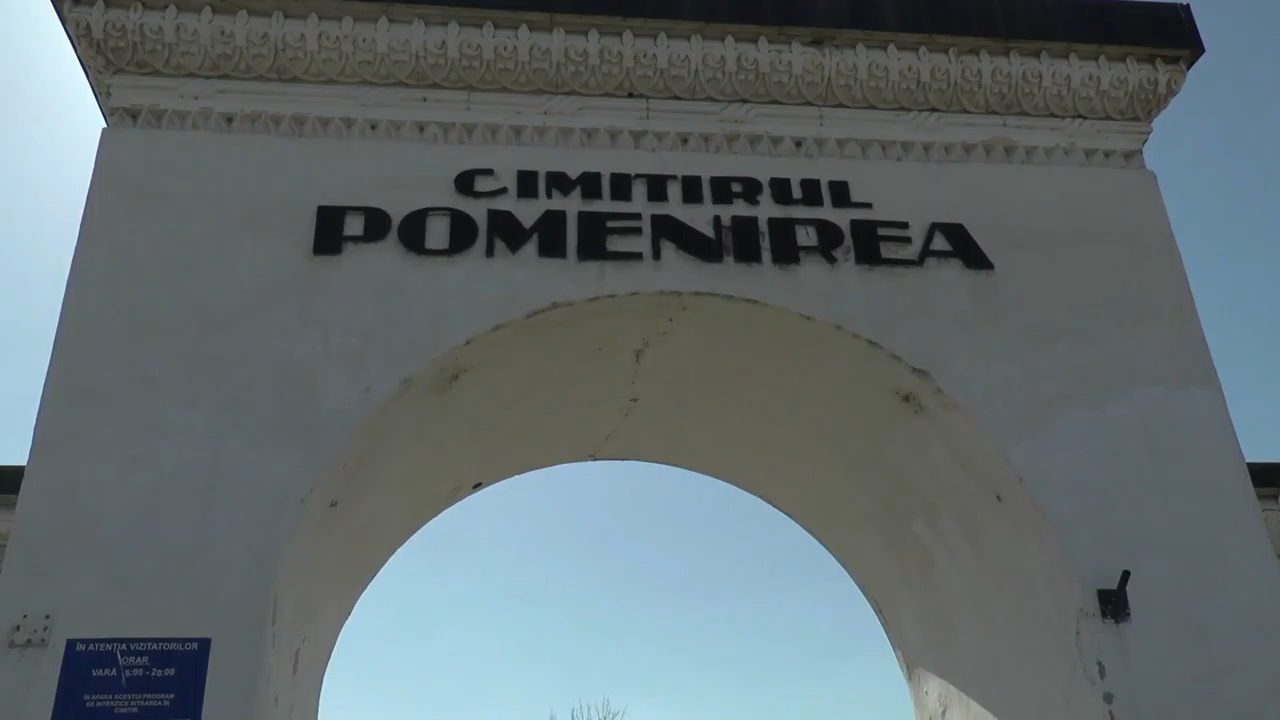 CIMITIRUL
POMENIREA
ÎN ATENȚIA VIZITATORILOR
ORAR
VARĂ 6:00 - 20:00
ÎN AFARA ACESTUI PROGRAM
SE INTERZICE INTRAREA ÎN
CIMITIR.